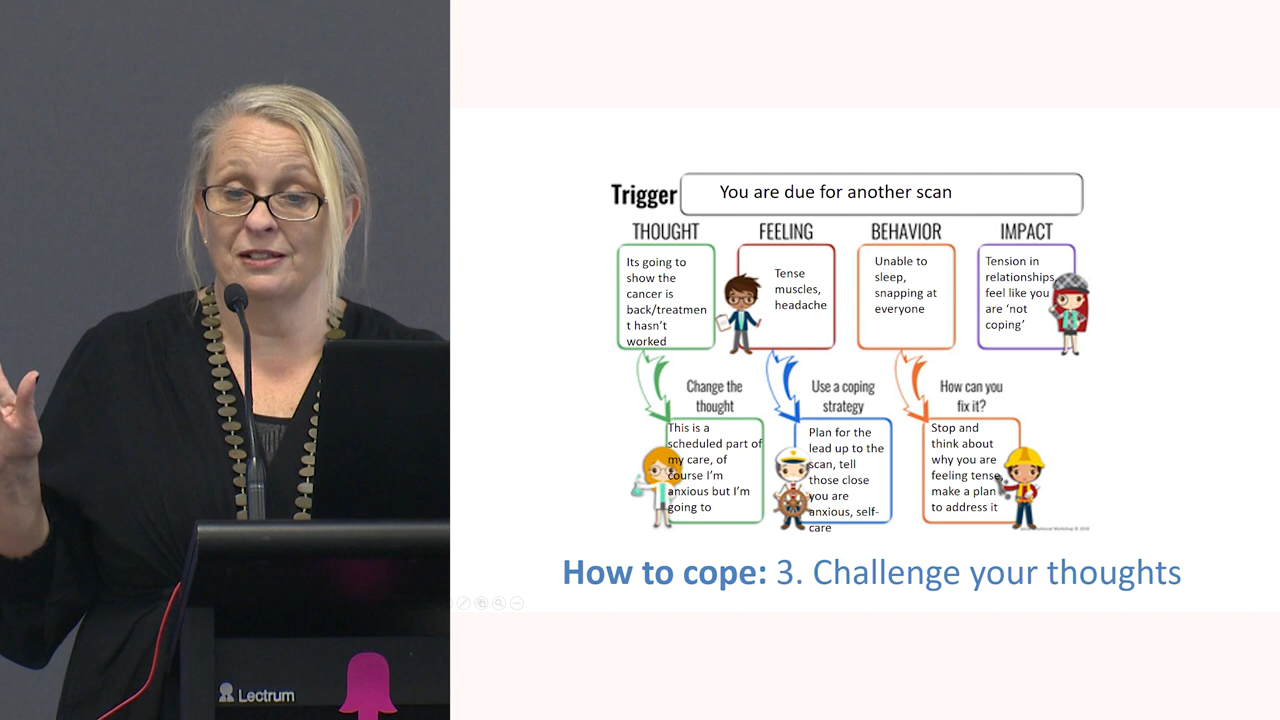 Trigger You are due for another scan
THOUGHT FEELING BEHAVIOR IMPACT
Its going to
show the
cancer is
back/treatmen
t hasn’t
worked
Tense
muscles,
headache
Unable to
sleep,
snapping at
everyone
Tension in
relationships,
feel like you
are ‘not
coping’
Change the
thought
Use a coping
strategy
How can you
fix it?
This is a
scheduled part of
my care, of
course I’m
anxious but I’m
going to
Plan for the
lead up to the
scan, tell
those close
you are
anxious, self-
care
Stop and
think about
why you are
feeling tense,
make a plan
to address it
How to cope: 3. Challenge your thoughts
Lectrum